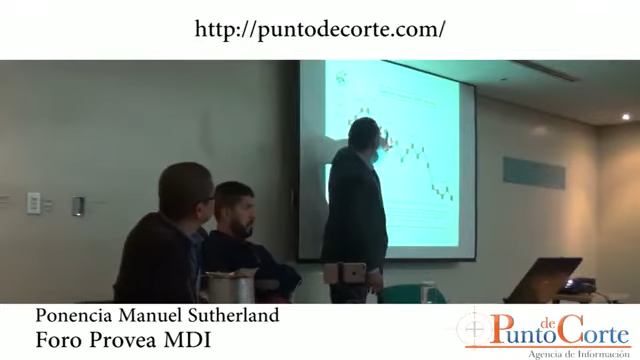 http://puntodecorte.com/
Ponencia Manuel Sutherland
Foro Provea MDI
Punto de Corte
Agencia de Información